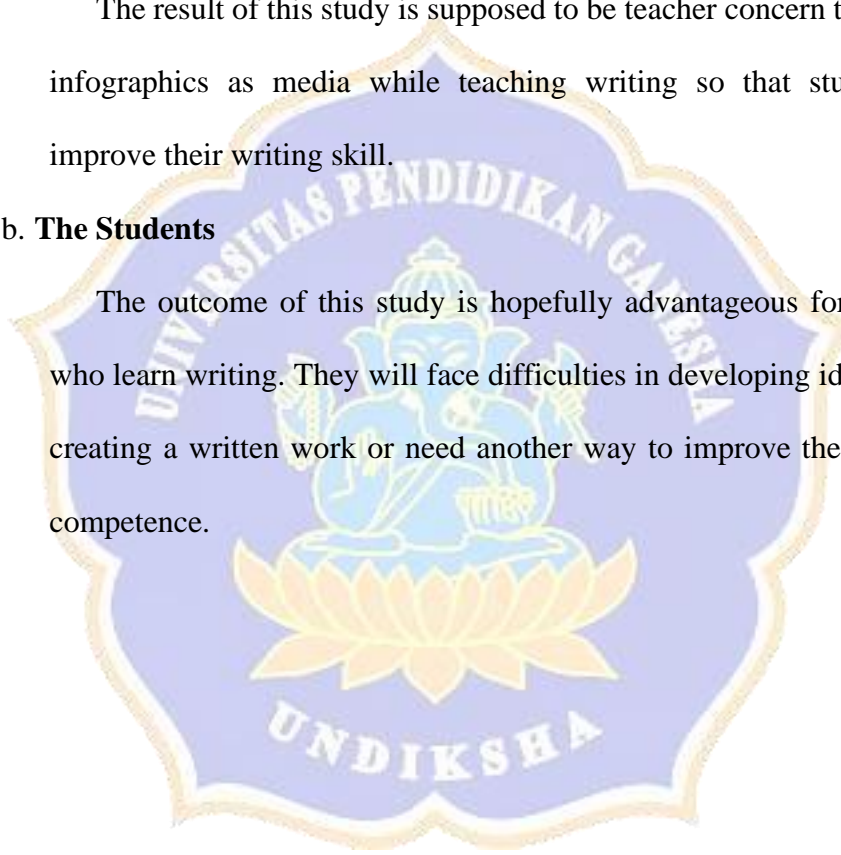 The result of this study is supposed to be teacher concern t
infographics as media while teaching writing so that stu
improve their writing skill.
b. The Students
The outcome of this study is hopefully advantageous for
who learn writing. They will face difficulties in developing id
creating a written work or need another way to improve the
competence.
UNIVERSITAS PENDIDIKAN GANESHA
UNDIKSHA